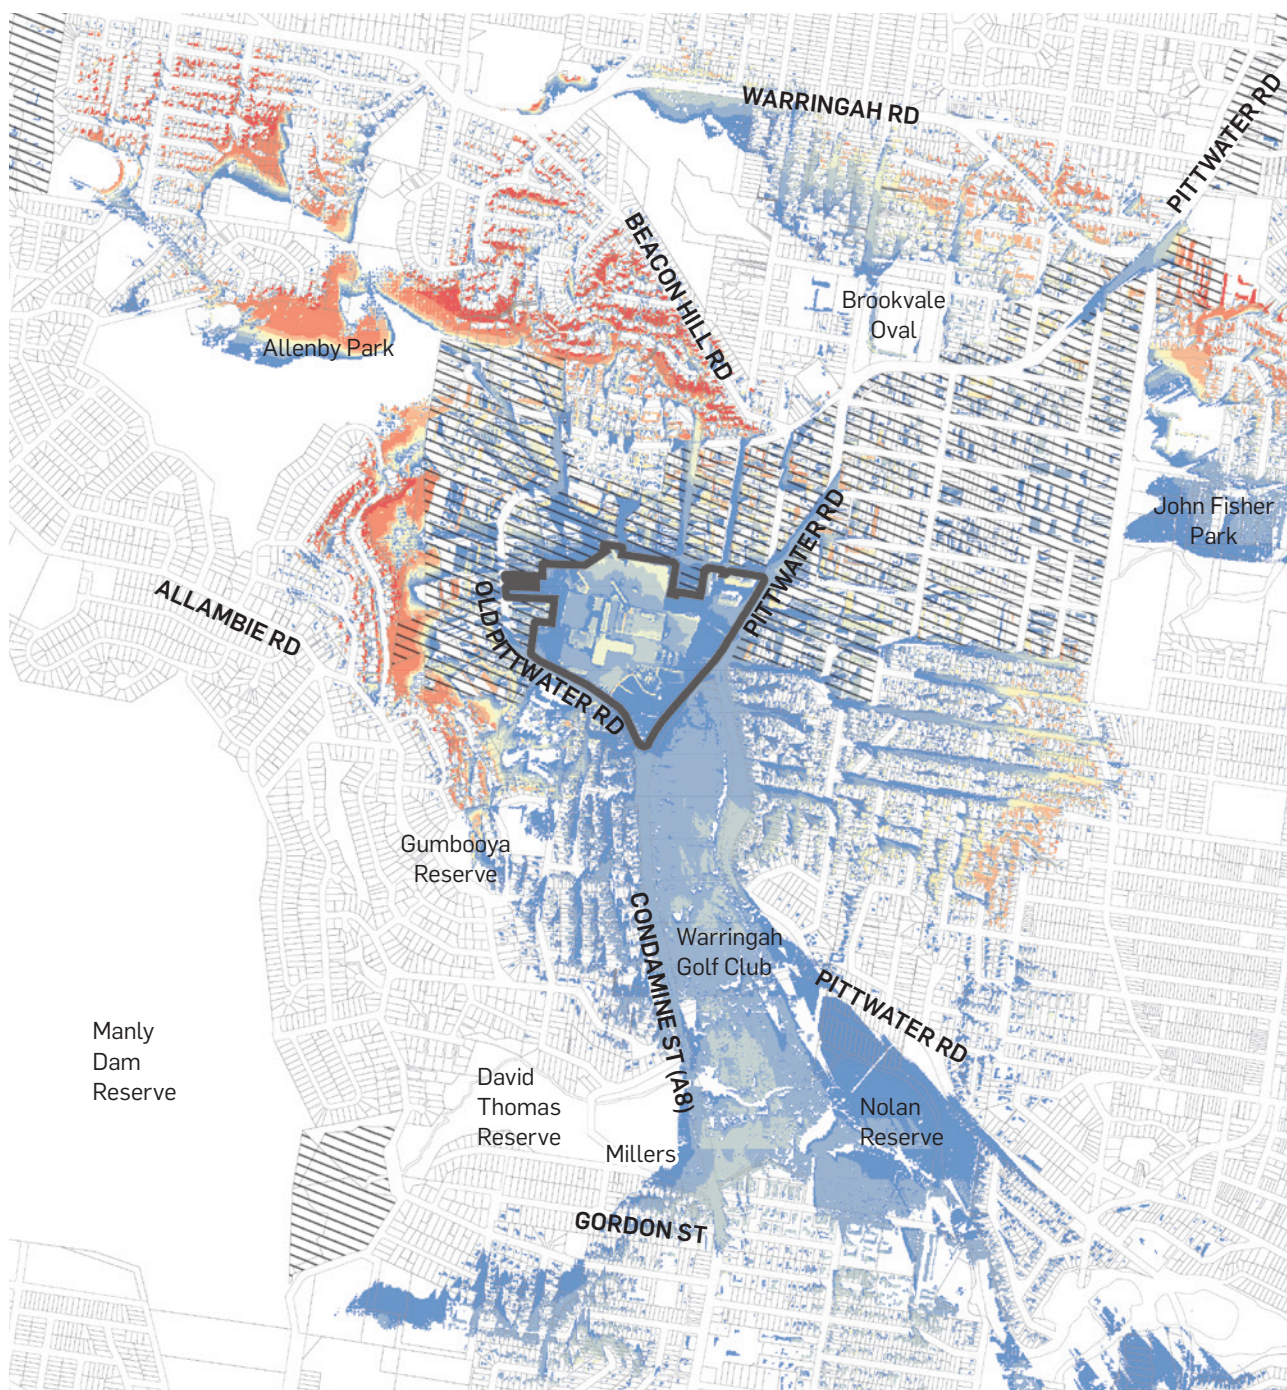 WARRINGAH RD
PITTWATER RD
BEACON HILL RD
Brookvale
Oval
Allenby Park
John Fisher
Park
PITTWATER RD
ALLAMBIE RD
OLD PITTWATER RD
Gumbooya
Reserve
CONDAMINE ST (A8)
Warringah
Golf Club
PITTWATER RD
Manly
Dam
Reserve
David
Thomas
Reserve
Nolan
Reserve
Millers
GORDON ST